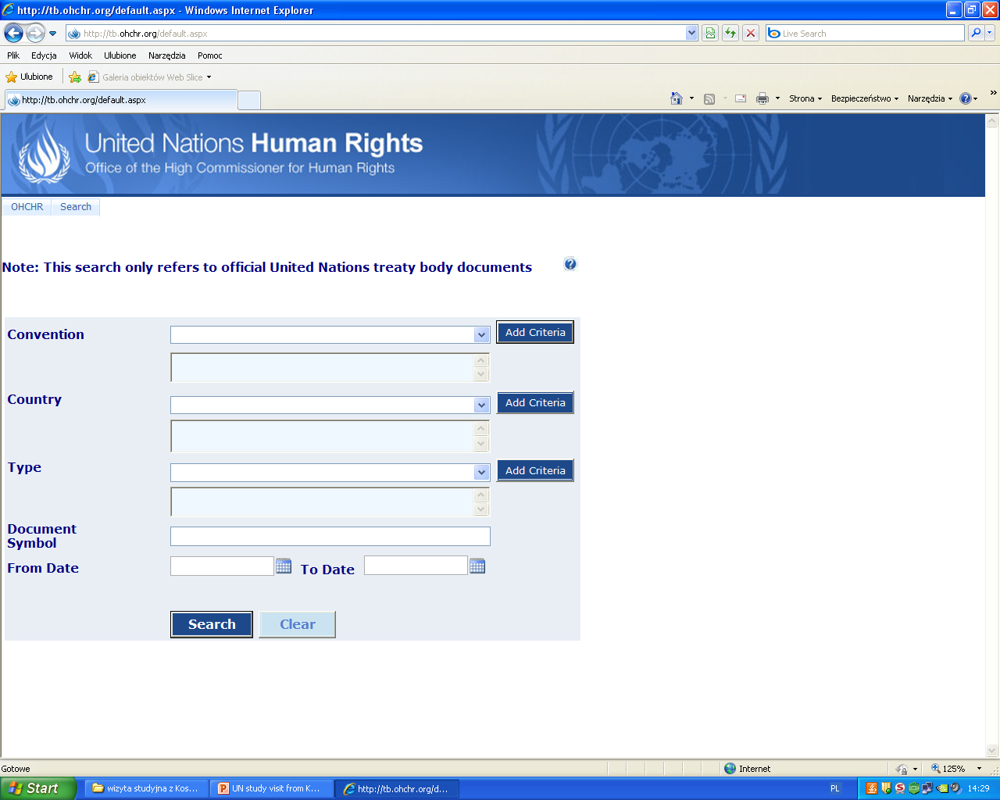 http://tb.ohchr.org/default.aspx - Windows Internet Explorer
http://tb.ohchr.org/default.aspx
Live Search
Plik Edycja Widok Ulubione Narzędzia Pomoc
Ulubione Galeria obiektów Web Slice
http://tb.ohchr.org/default.aspx
Strona Bezpieczeństwo Narzędzia
United Nations Human Rights
Office of the High Commissioner for Human Rights
OHCHR Search
Note: This search only refers to official United Nations treaty body documents
Convention Add Criteria
Country Add Criteria
Type Add Criteria
Document
Symbol
From Date To Date
Search Clear
Gotowe Internet 125%
Start wizyta studyjna z Kos... UN study visit from K... http://tb.ohchr.org/d... PL 14:29